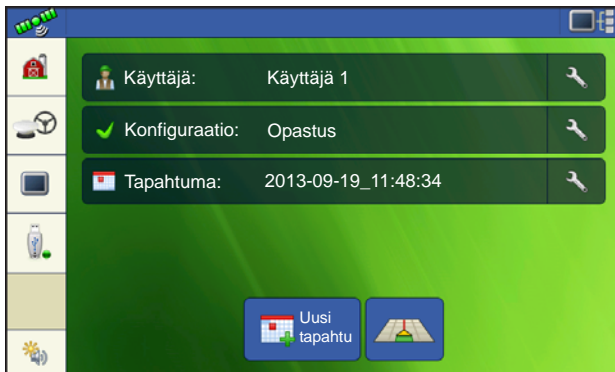 Käyttäjä: Käyttäjä 1
Konfiguraatio: Opastus
Tapahtuma: 2013-09-19_11:48:34
Uusi
tapahtu